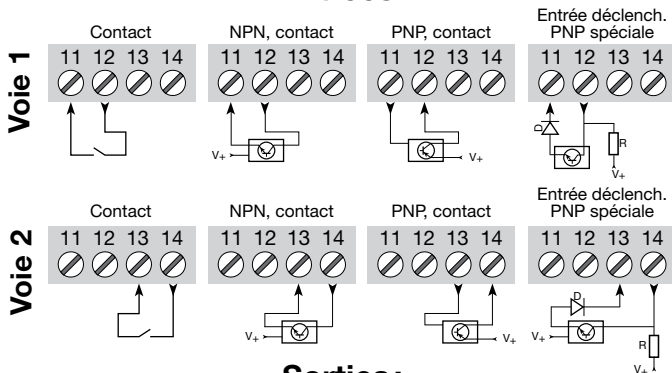 Entrée déclench.
Contact NPN, contact PNP, contact PNP spéciale
Voie 1
11 12 13 14 11 12 13 14 11 12 13 14 11 12 13 14
D
R
V+ V+ V+
Entrée déclench.
Contact NPN, contact PNP, contact PNP spéciale
Voie 2
11 12 13 14 11 12 13 14 11 12 13 14 11 12 13 14
D
V+ V+ V+
R
V+